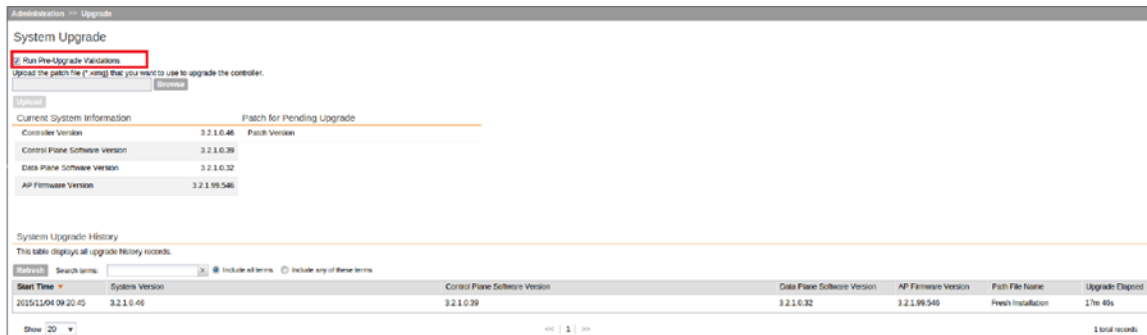 Administration >> Upgrade
System Upgrade
Run Pre-Upgrade Validations
Upload the patch file (*.ximg) that you want to use to upgrade the controller.
Browse
Upload
Current System Information Patch for Pending Upgrade
Controller Version 3.2.1.0.46 Patch Version
Control Plane Software Version 3.2.1.0.39
Data Plane Software Version 3.2.1.0.32
AP Firmware Version 3.2.1.99.546
System Upgrade History
This table displays all upgrade history records.
Refresh Search terms: x Include all terms Include any of these terms
Start Time System Version Control Plane Software Version Data Plane Software Version AP Firmware Version Path File Name Upgrade Elapsed
2015/11/04 09:20:45 3.2.1.0.46 3.2.1.0.39 3.2.1.0.32 3.2.1.99.546 Fresh Installation 17m 46s
Show 20 << | 1 | >> 1 total records